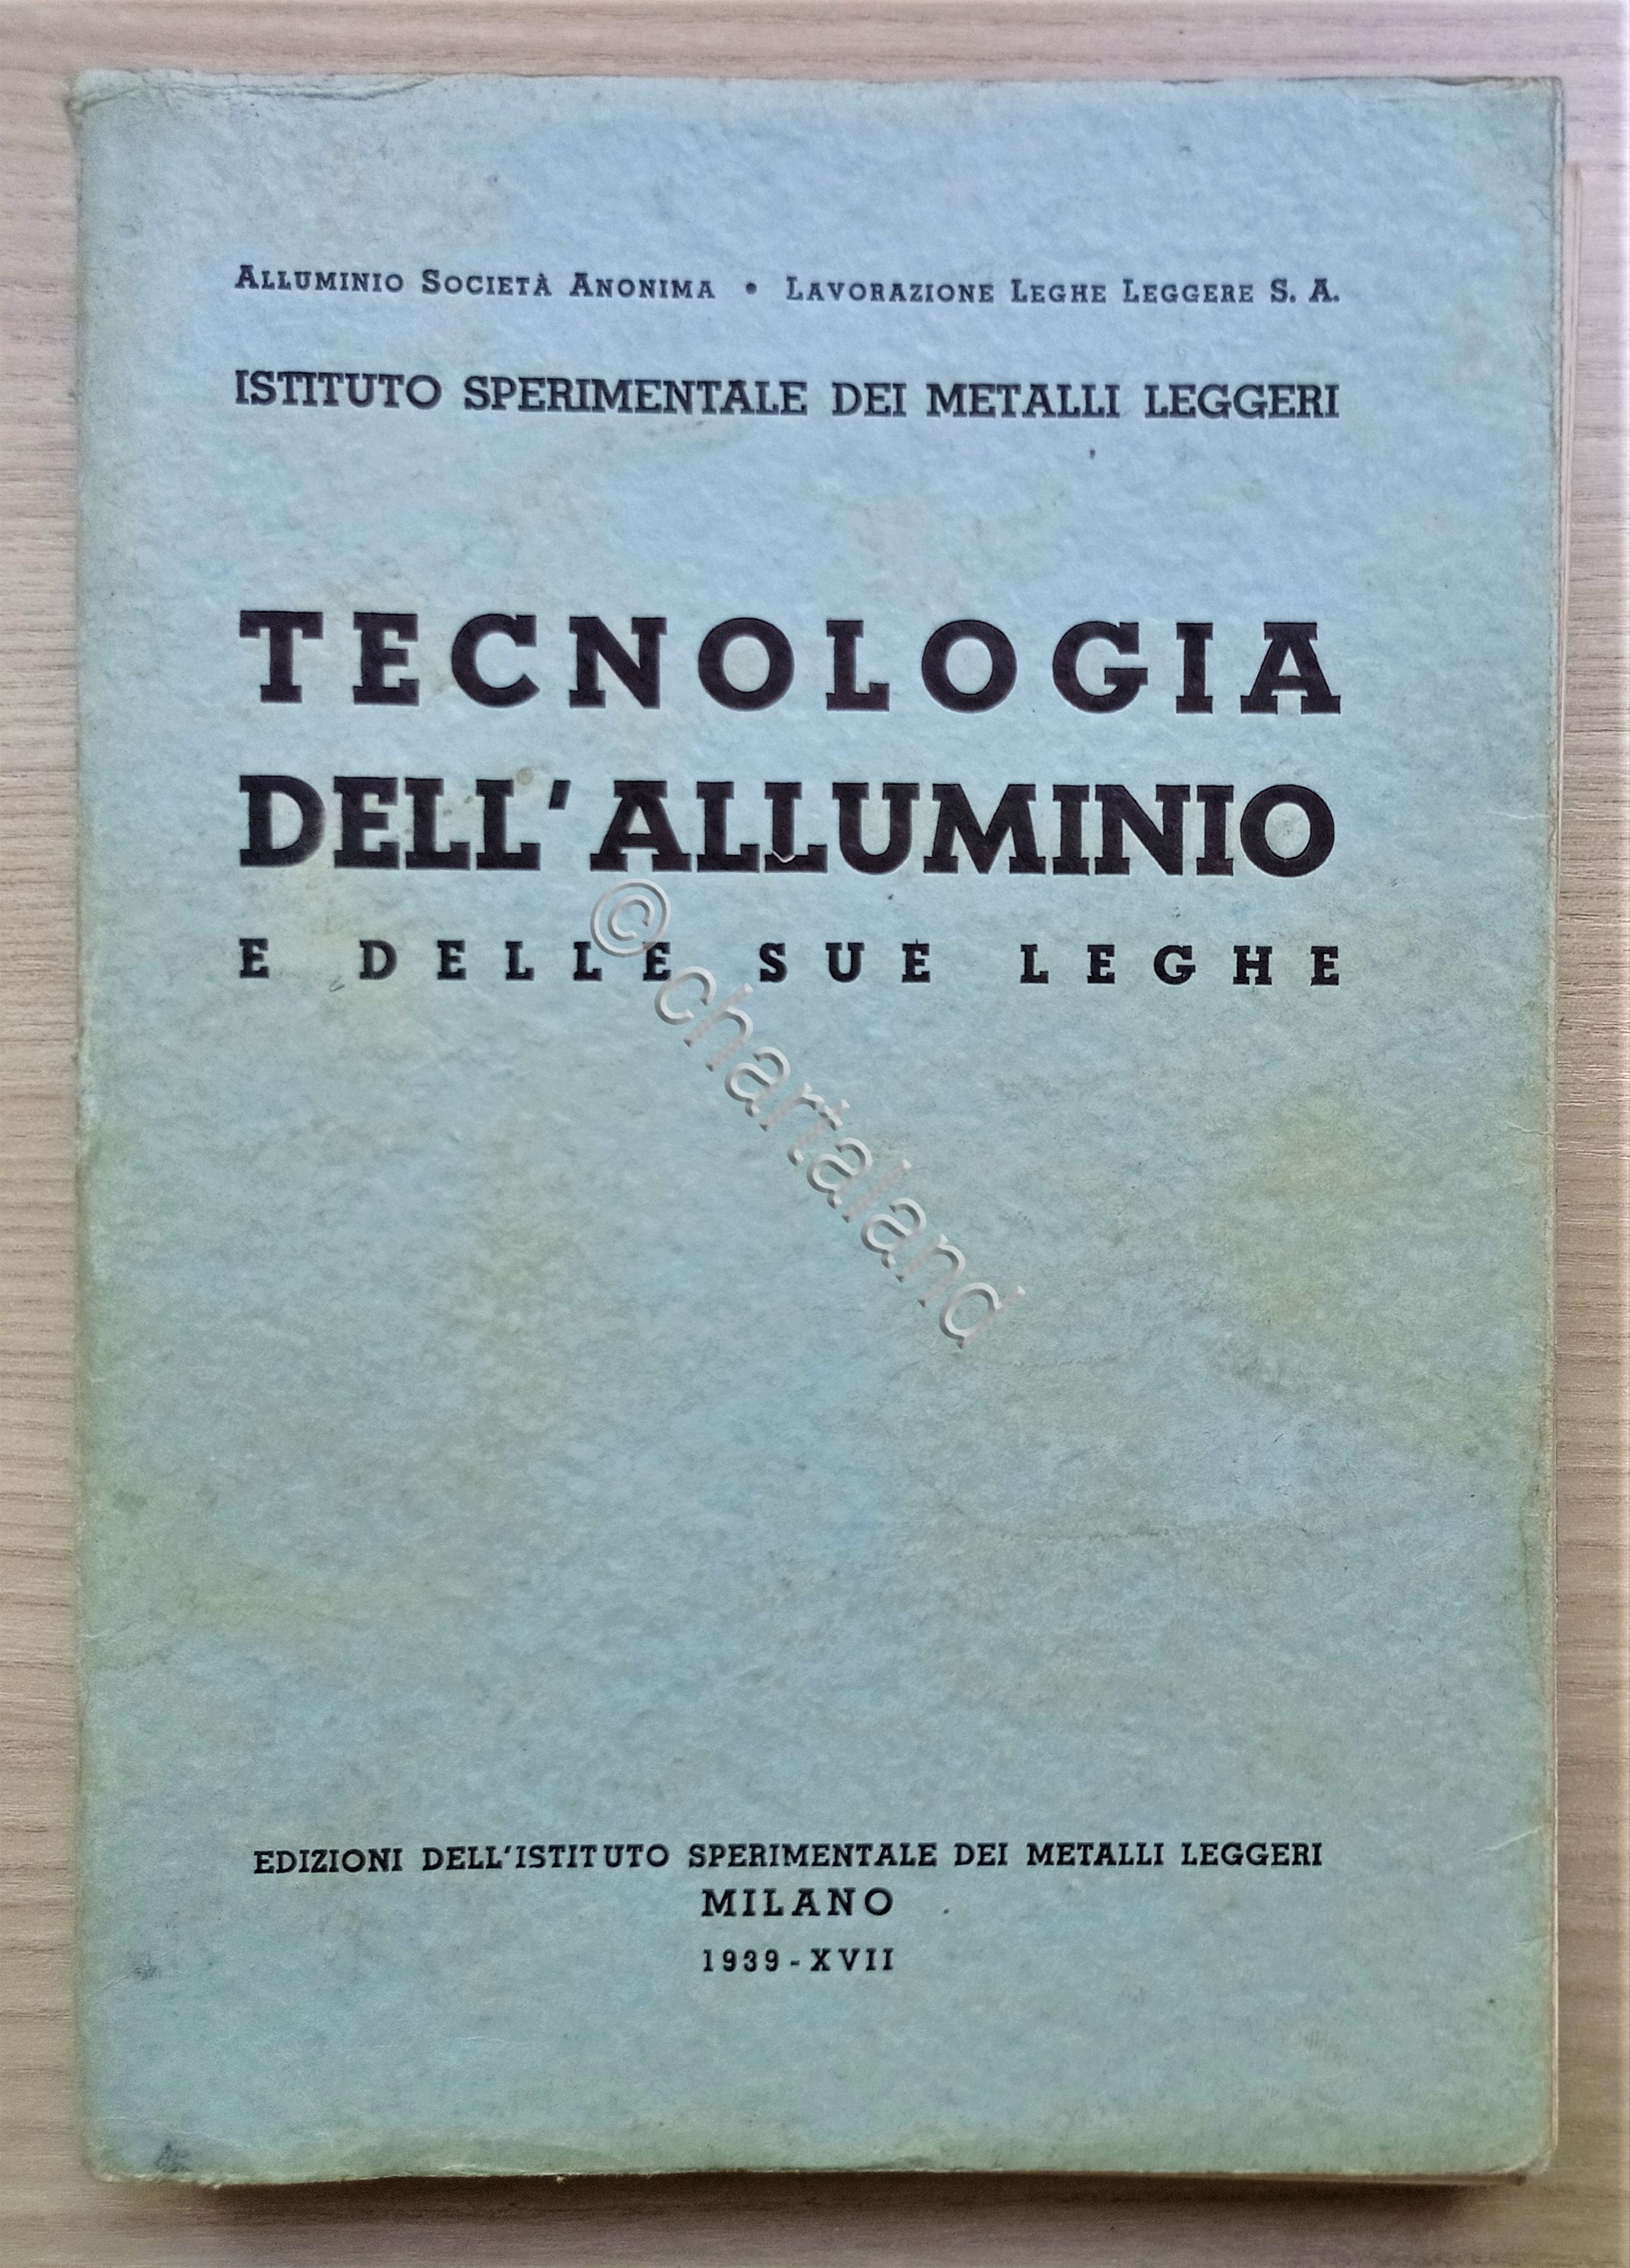 ALLUMINIO SOCIETÀ ANONIMA • LAVORAZIONE LEGHE LEGGERE S. A.
ISTITUTO SPERIMENTALE DEI METALLI LEGGERI
TECNOLOGIA
DELL'ALLUMINIO
E DELLE SUE LEGHE
© chartaland
EDIZIONI DELL'ISTITUTO SPERIMENTALE DEI METALLI LEGGERI
MILANO
1939-XVII